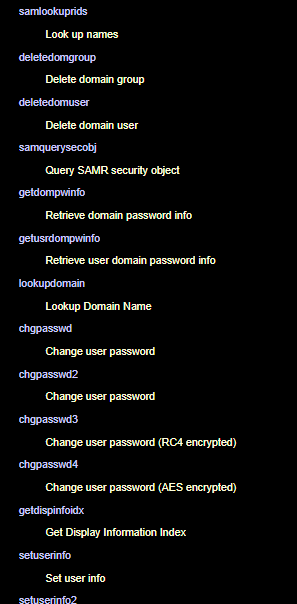 samlookuprids
Look up names
deletedomgroup
Delete domain group
deletedomuser
Delete domain user
samquerysecobj
Query SAMR security object
getdompwinfo
Retrieve domain password info
getusrdompwinfo
Retrieve user domain password info
lookupdomain
Lookup Domain Name
chgpasswd
Change user password
chgpasswd2
Change user password
chgpasswd3
Change user password (RC4 encrypted)
chgpasswd4
Change user password (AES encrypted)
getdispinfoidx
Get Display Information Index
setuserinfo
Set user info
setuserinfo2